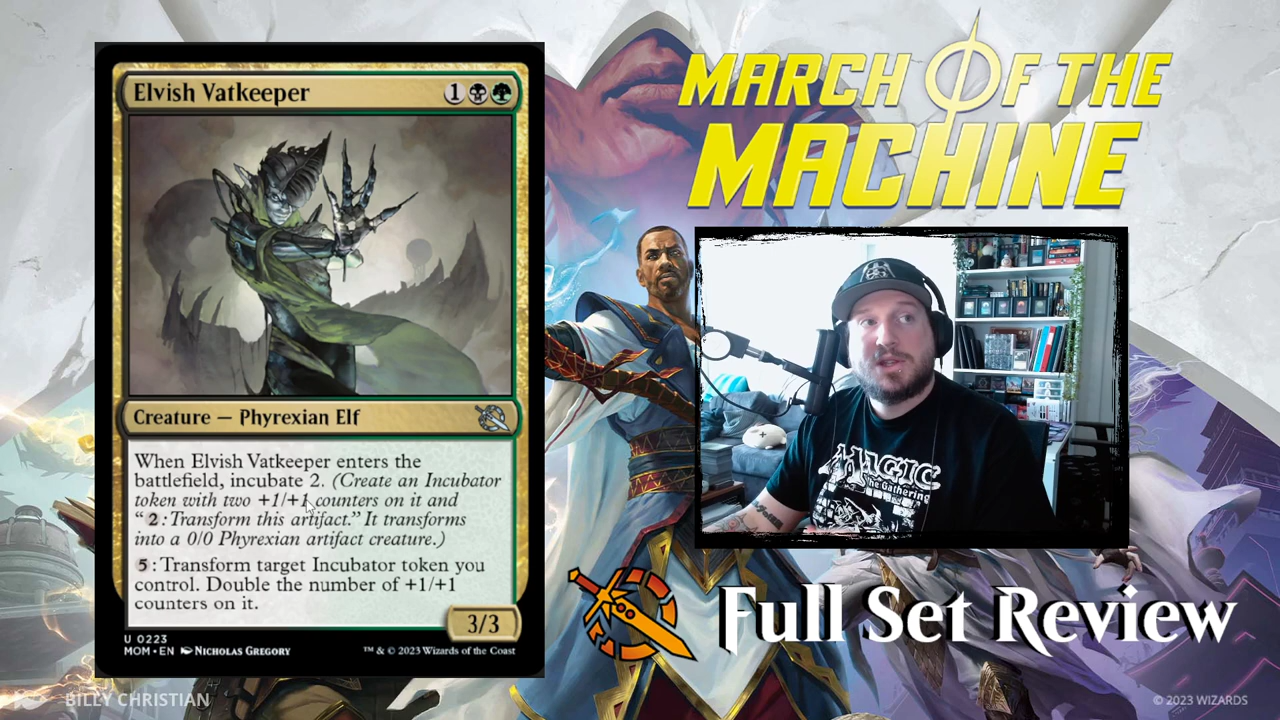 Elvish Vatkeeper 1
Creature — Phyrexian Elf
When Elvish Vatkeeper enters the
battlefield, incubate 2. (Create an Incubator
token with two +1/+1 counters on it and
“2: Transform this artifact.” It transforms
into a 0/0 Phyrexian artifact creature.)
5: Transform target Incubator token you
control. Double the number of +1/+1
counters on it.
3/3
U 0223
MOM • EN NICHOLAS GREGORY ™ & © 2023 Wizards of the Coast
BILLY CHRISTIAN
MARCH OF THE
MACHINE
MAGIC
The Gathering
Full Set Review
© 2023 WIZARDS